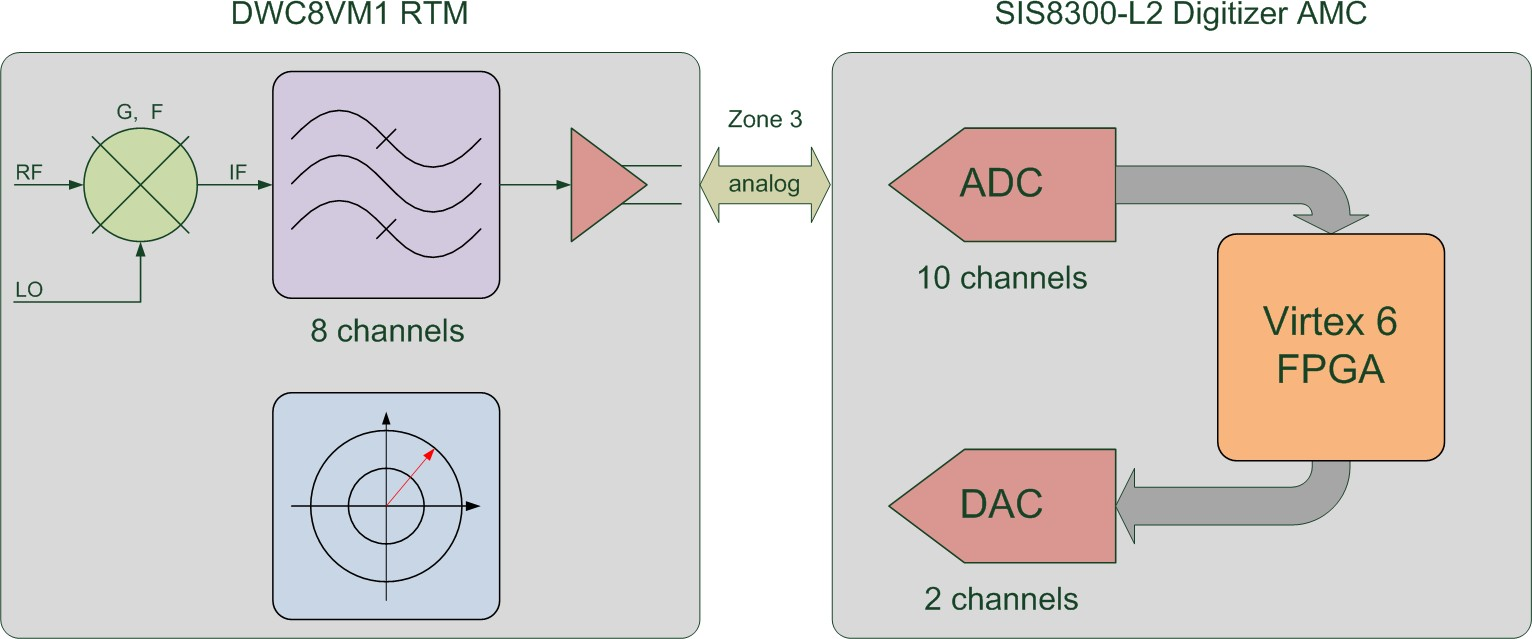 DWC8VM1 RTM
SIS8300-L2 Digitizer AMC
G, F
RF
IF
LO
8 channels
Zone 3
analog
ADC
10 channels
Virtex 6
FPGA
DAC
2 channels